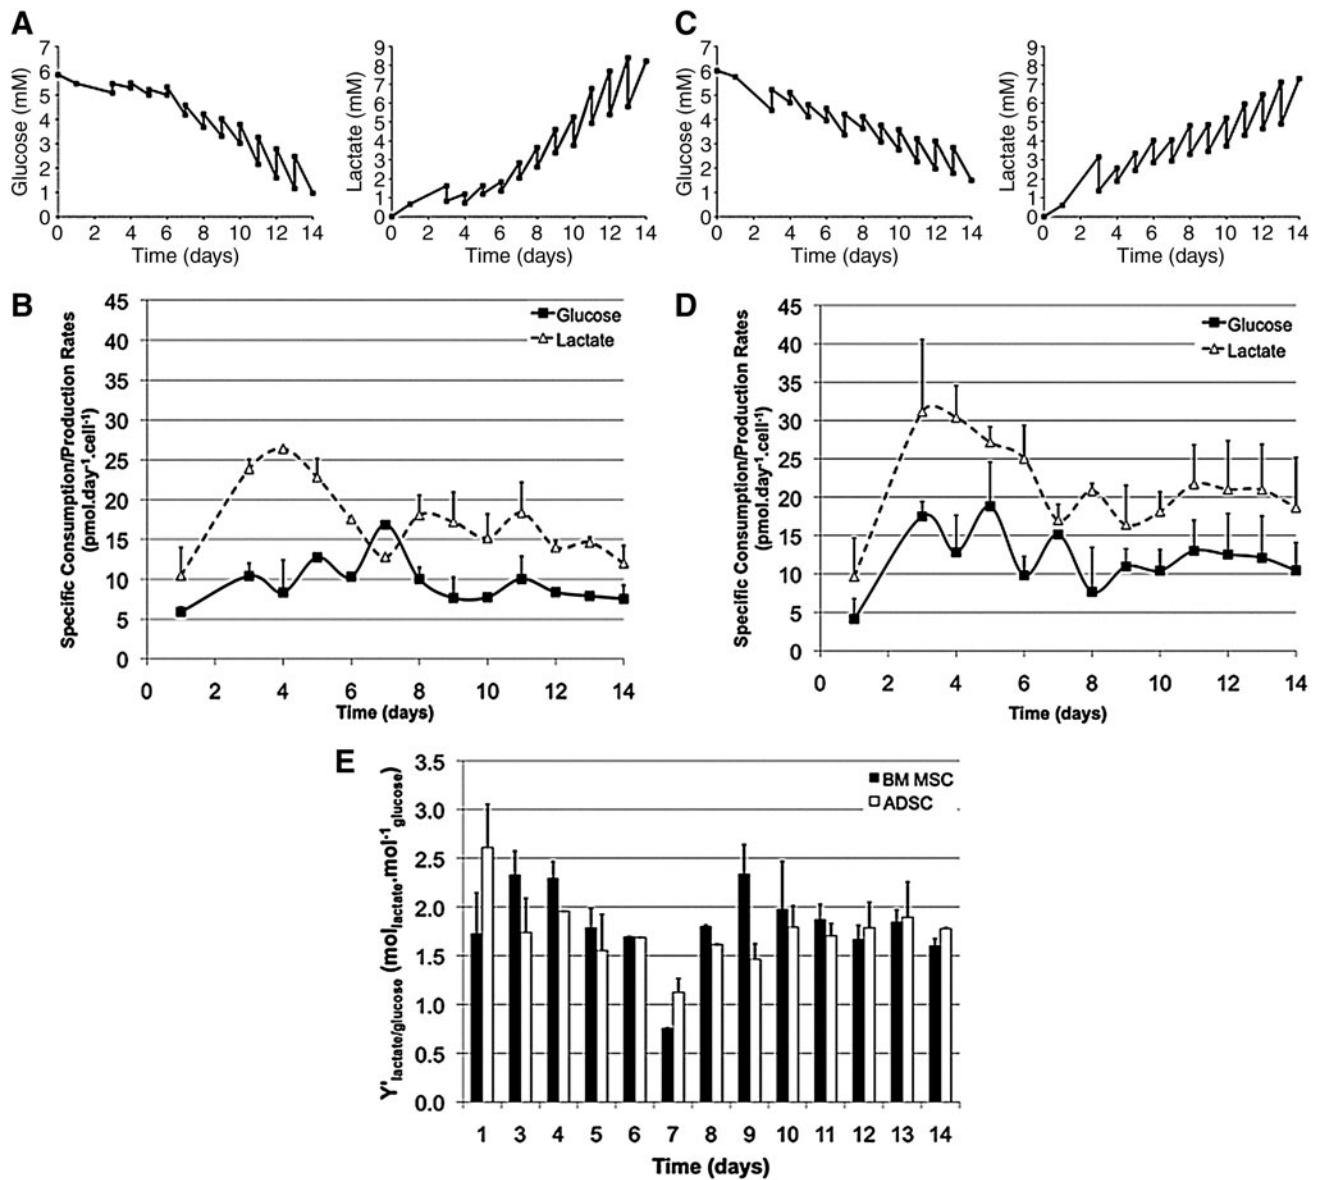 A
Glucose (mM)
7
6
5
4
3
2
1
0
0 2 4 6 8 10 12 14
Time (days)
Lactate (mM)
9
8
7
6
5
4
3
2
1
0
0 2 4 6 8 10 12 14
Time (days)
C
Glucose (mM)
7
6
5
4
3
2
1
0
0 2 4 6 8 10 12 14
Time (days)
Lactate (mM)
9
8
7
6
5
4
3
2
1
0
0 2 4 6 8 10 12 14
Time (days)
B
Specific Consumption/Production Rates
(pmol.day⁻¹.cell⁻¹)
45
40
35
30
25
20
15
10
5
0
Glucose
Lactate
0 2 4 6 8 10 12 14
Time (days)
D
Specific Consumption/Production Rates
(pmol.day⁻¹.cell⁻¹)
45
40
35
30
25
20
15
10
5
0
Glucose
Lactate
0 2 4 6 8 10 12 14
Time (days)
E
Y'lactate/glucose (mollactate.mol⁻¹glucose)
3.5
3.0
2.5
2.0
1.5
1.0
0.5
0.0
BM MSC
ADSC
1 3 4 5 6 7 8 9 10 11 12 13 14
Time (days)